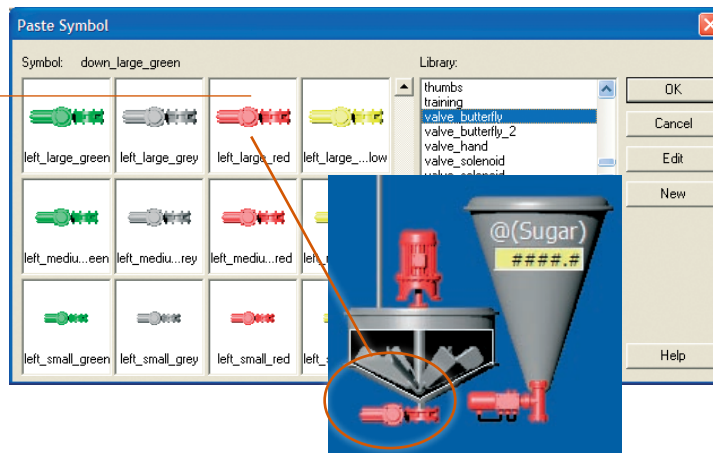 Paste Symbol
Symbol: down_large_green
Library:
left_large_green left_large_grey left_large_red left_large_...low
left_mediu...een left_mediu...rey left_mediu...red
left_small_green left_small_grey left_small_red
thumbs
training
valve_butterfly
valve_butterfly_2
valve_hand
valve_solenoid
OK
Cancel
Edit
New
Help
@(Sugar)
####.#